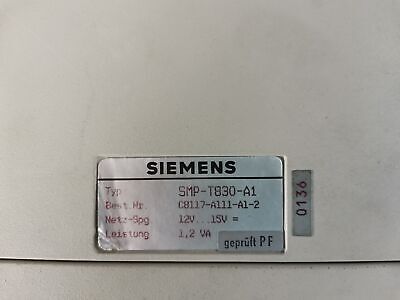 SIEMENS
Typ SMP-T830-A1
Best.Nr. C8117-A111-A1-2
Netz-Spg 12V...15V =
Leistung 1,2 VA
geprüft PF
0136